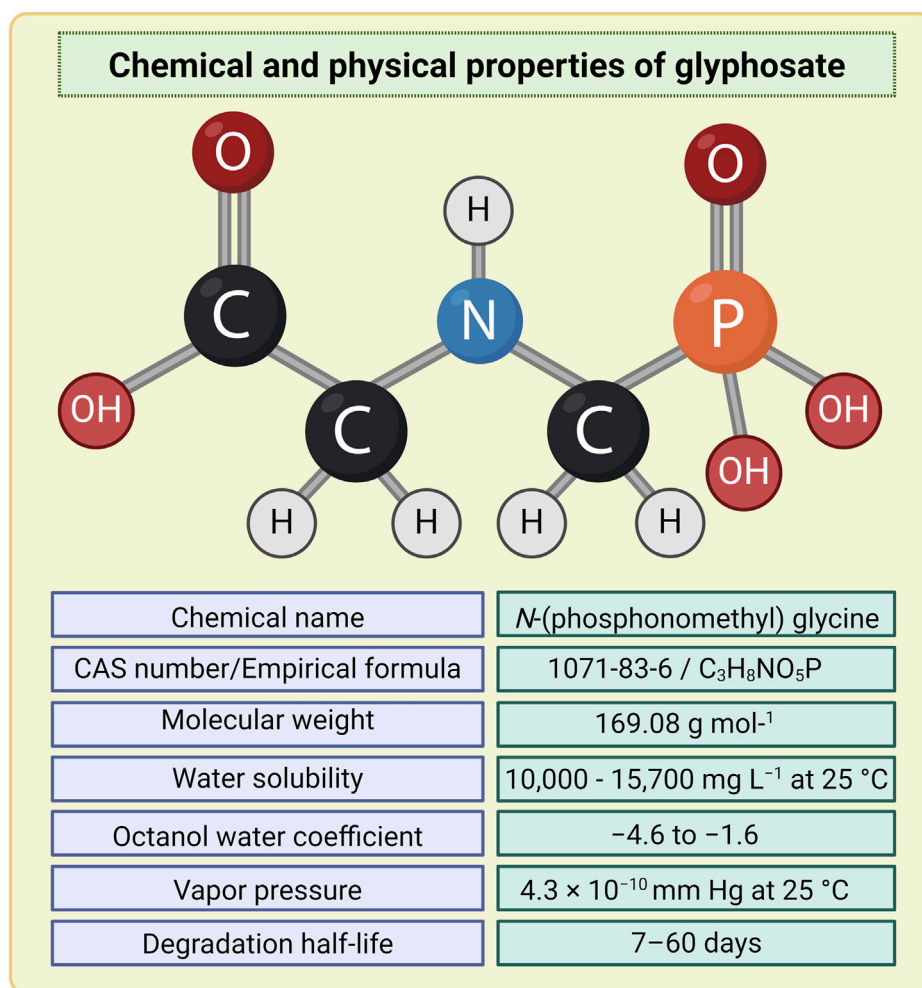 Chemical and physical properties of glyphosate
O
O
H
C
N
P
OH
C
C
OH
OH
H
H
H
H
Chemical name
N-(phosphonomethyl) glycine
CAS number/Empirical formula
1071-83-6 / C₃H₈NO₅P
Molecular weight
169.08 g mol-¹
Water solubility
10,000 - 15,700 mg L⁻¹ at 25 °C
Octanol water coefficient
−4.6 to −1.6
Vapor pressure
4.3 × 10⁻¹⁰ mm Hg at 25 °C
Degradation half-life
7–60 days